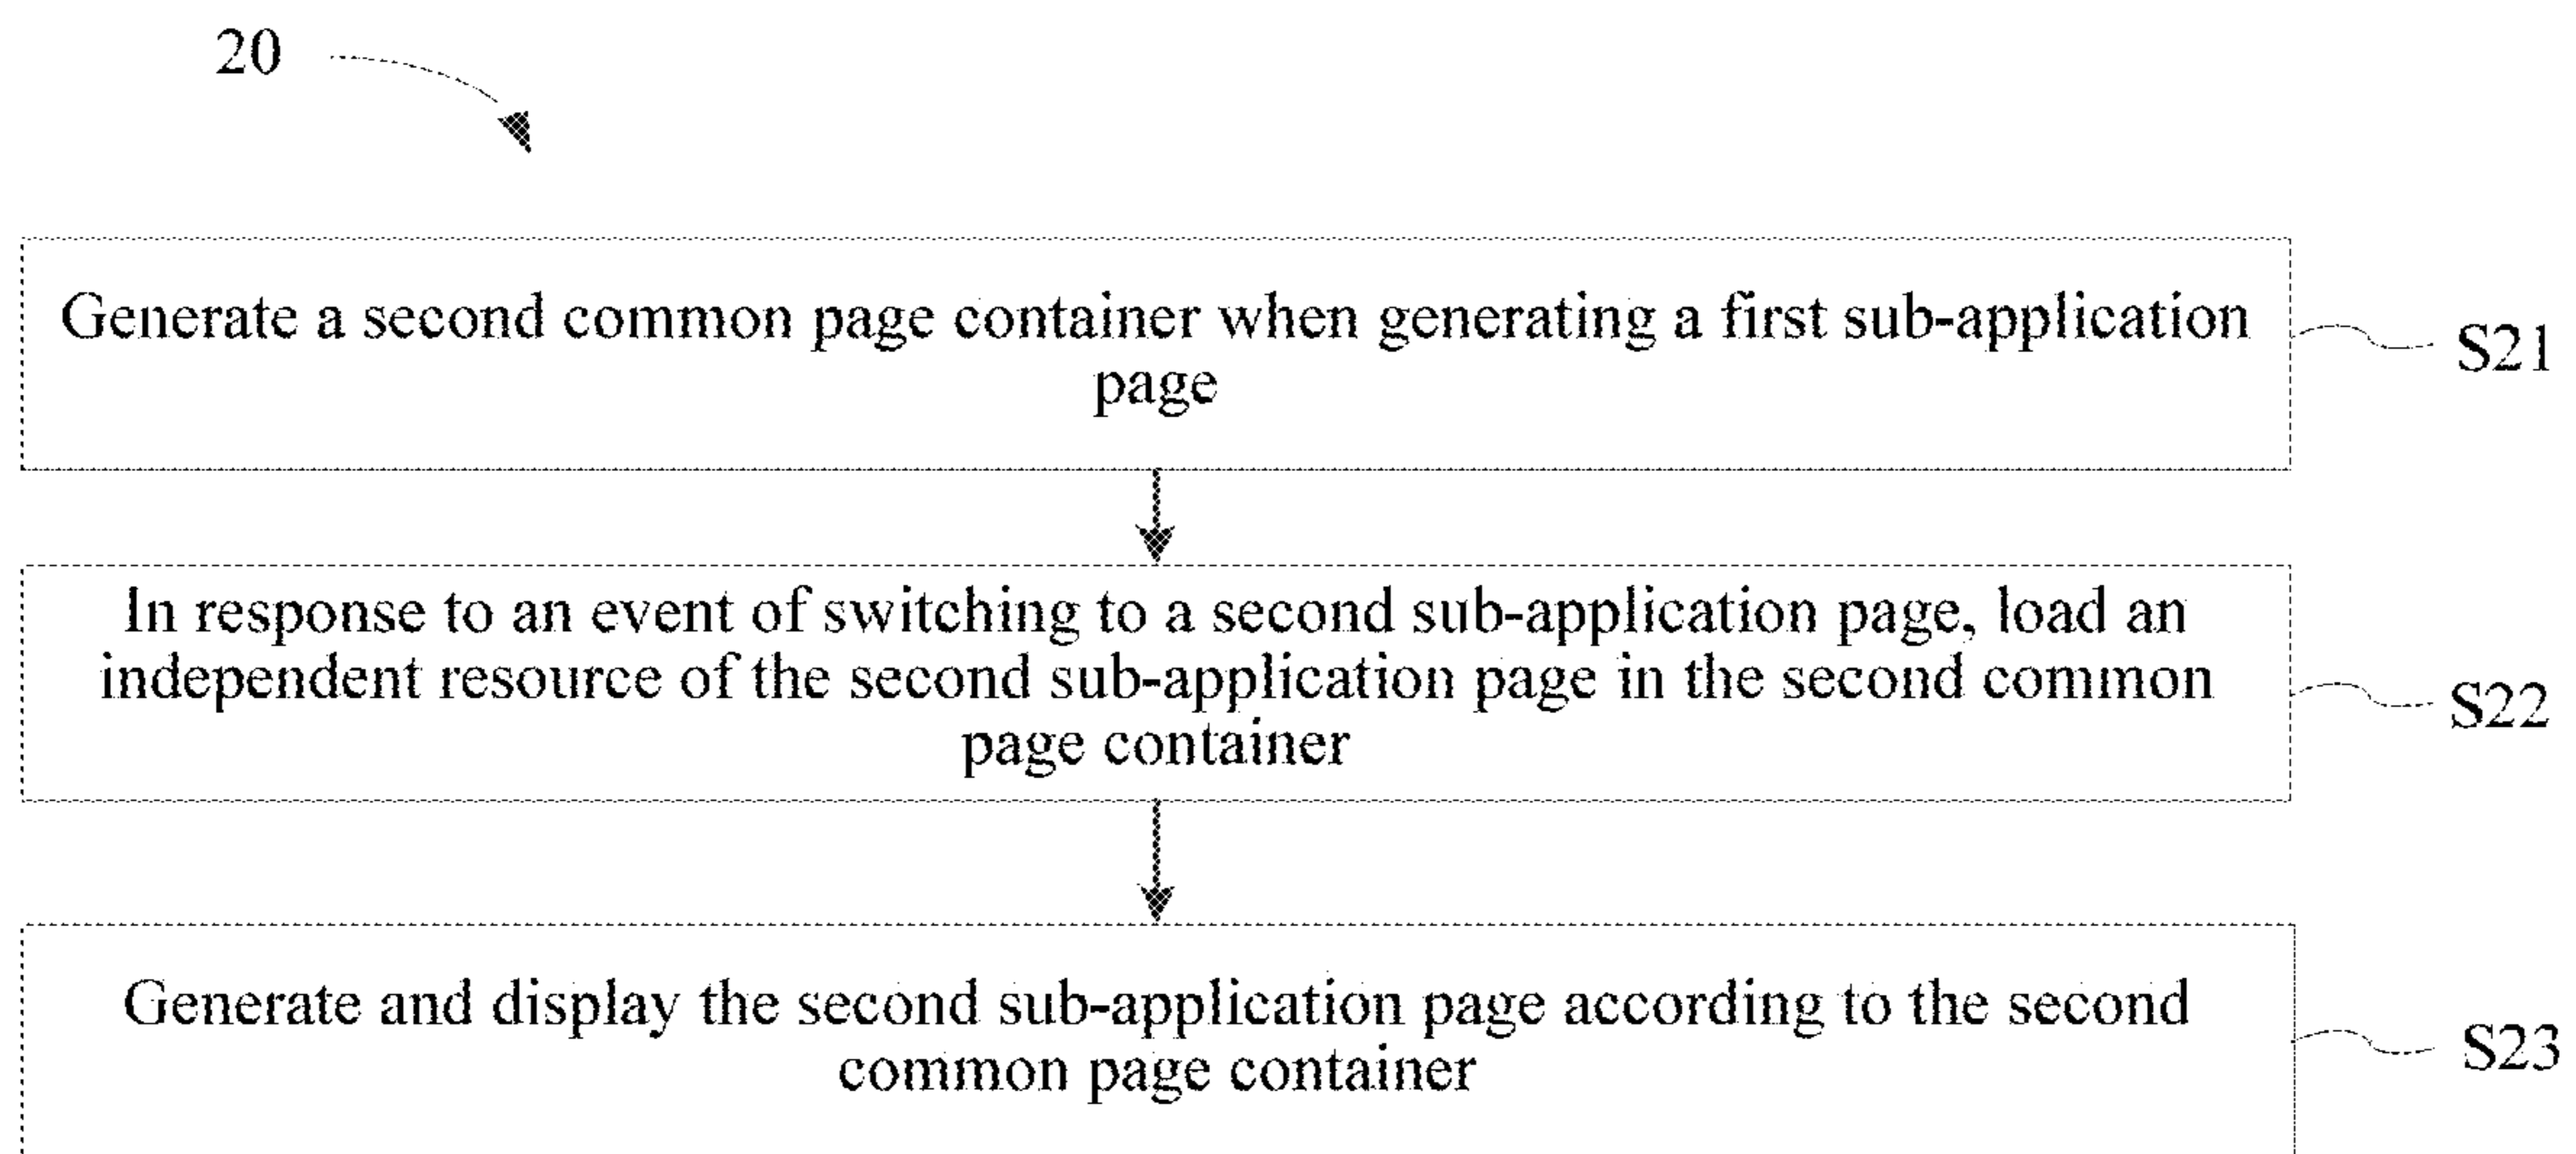 20
Generate a second common page container when generating a first sub-application
page
S21
In response to an event of switching to a second sub-application page, load an
independent resource of the second sub-application page in the second common
page container
S22
Generate and display the second sub-application page according to the second
common page container
S23